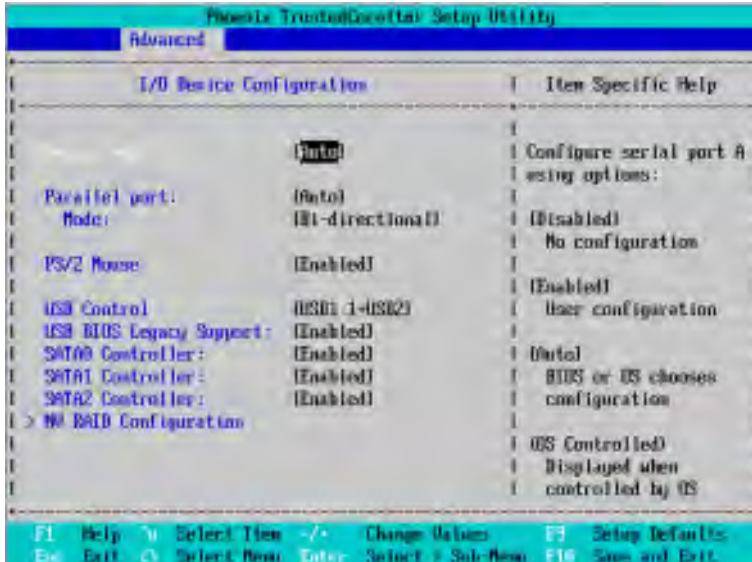 Phoenix TrustedCore(tm) Setup Utility
Advanced
I/O Device Configuration
Item Specific Help
[Auto]
Parallel port: [Auto]
Mode: [Bi-directional]
PS/2 Mouse [Enabled]
USB Control [USB1.1+USB2]
USB BIOS Legacy Support: [Enabled]
SATA0 Controller: [Enabled]
SATA1 Controller: [Enabled]
SATA2 Controller: [Enabled]
> NV RAID Configuration
Configure serial port A
using options:
[Disabled]
No configuration
[Enabled]
User configuration
[Auto]
BIOS or OS chooses
configuration
(OS Controlled)
Displayed when
controlled by OS
F1 Help Select Item -/+ Change Values F9 Setup Defaults
Esc Exit Select Menu Enter Select > Sub-Menu F10 Save and Exit